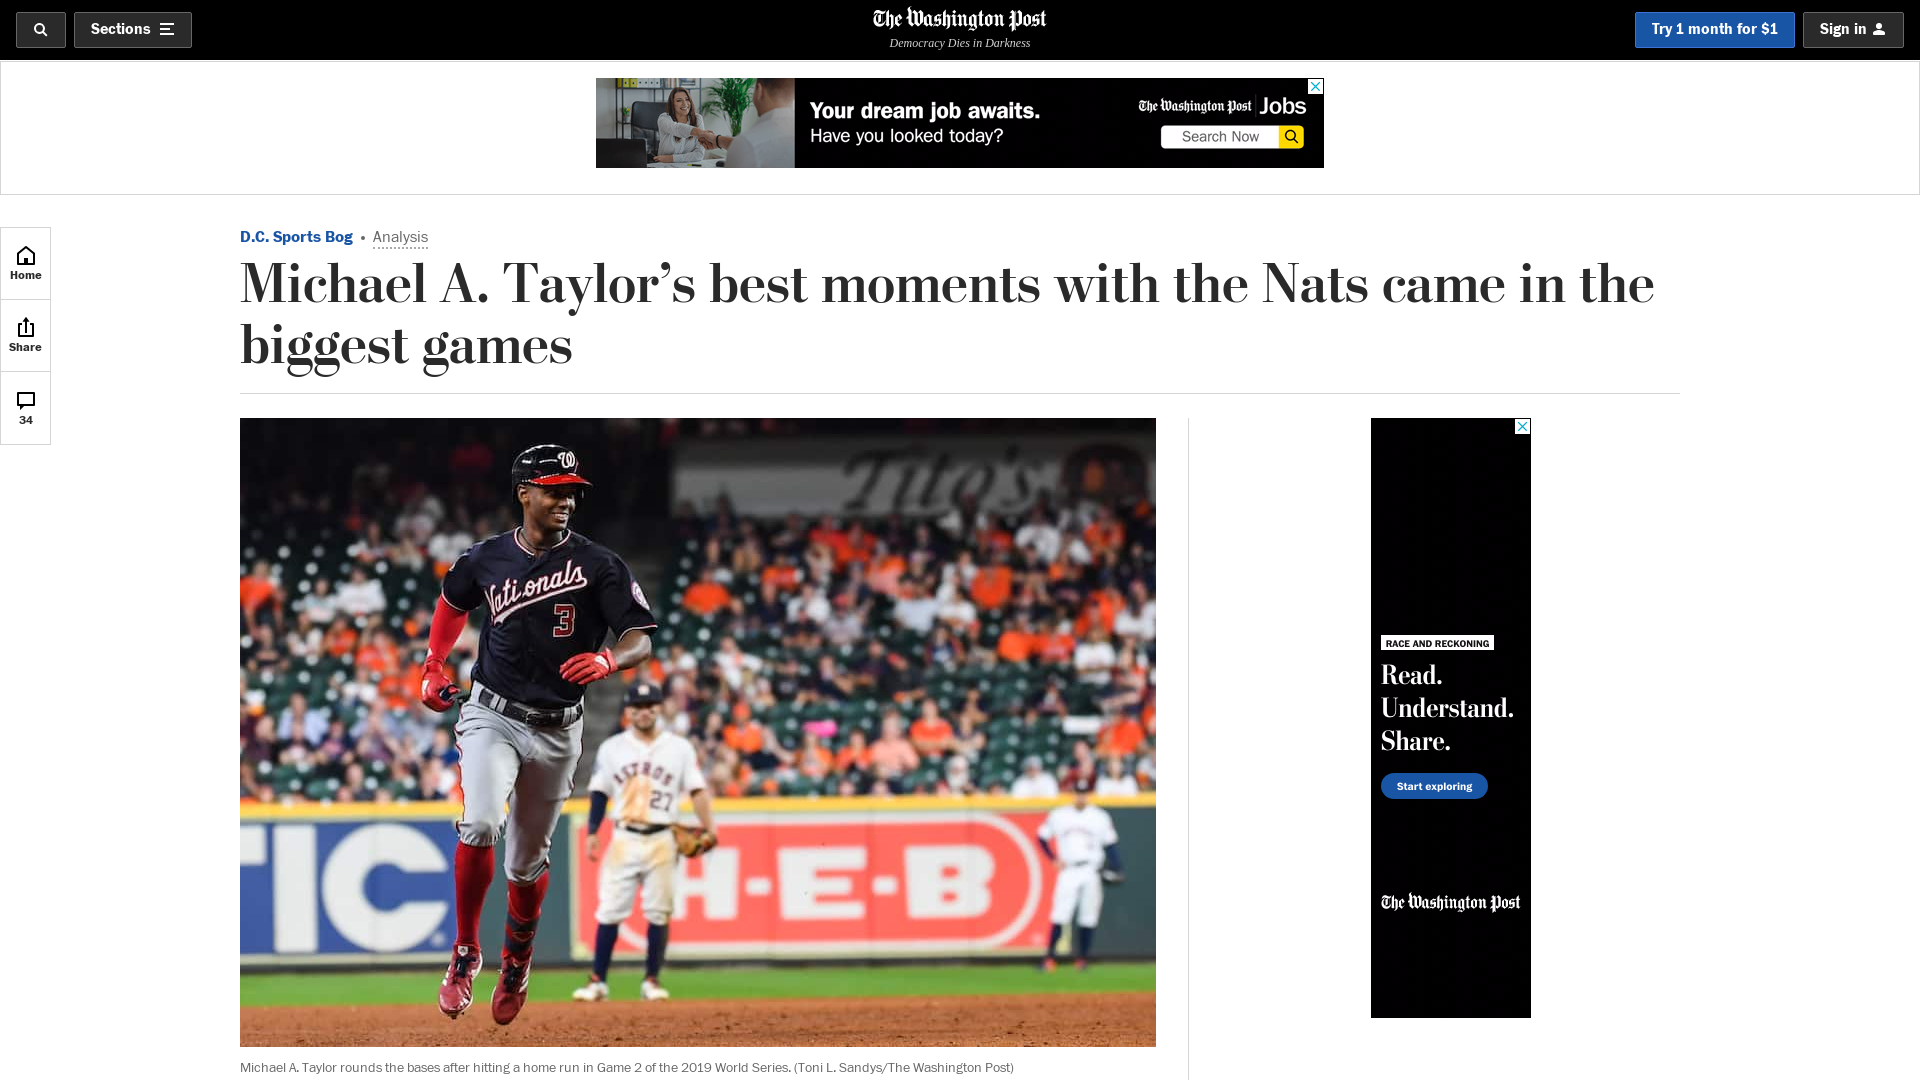 Sections
The Washington Post
Democracy Dies in Darkness
Try 1 month for $1
Sign in
Your dream job awaits.
Have you looked today?
The Washington Post Jobs
Search Now
Home
Share
34
D.C. Sports Bog • Analysis
Michael A. Taylor’s best moments with the Nats came in the
biggest games
Tito's
W
Nationals
3
ASTROS
27
TIC
H-E-B
Michael A. Taylor rounds the bases after hitting a home run in Game 2 of the 2019 World Series. (Toni L. Sandys/The Washington Post)
RACE AND RECKONING
Read.
Understand.
Share.
Start exploring
The Washington Post